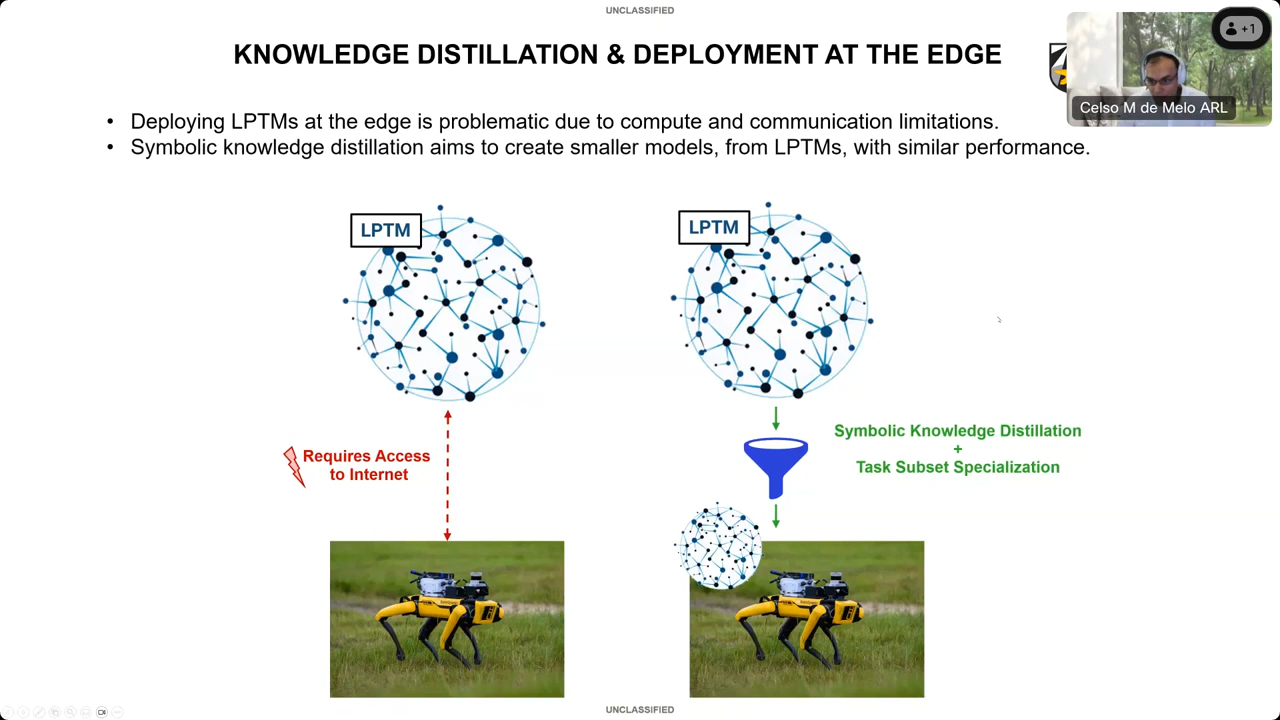 UNCLASSIFIED
KNOWLEDGE DISTILLATION & DEPLOYMENT AT THE EDGE
+1
Celso M de Melo ARL
• Deploying LPTMs at the edge is problematic due to compute and communication limitations.
• Symbolic knowledge distillation aims to create smaller models, from LPTMs, with similar performance.
LPTM
LPTM
Requires Access
to Internet
Symbolic Knowledge Distillation
+
Task Subset Specialization
UNCLASSIFIED